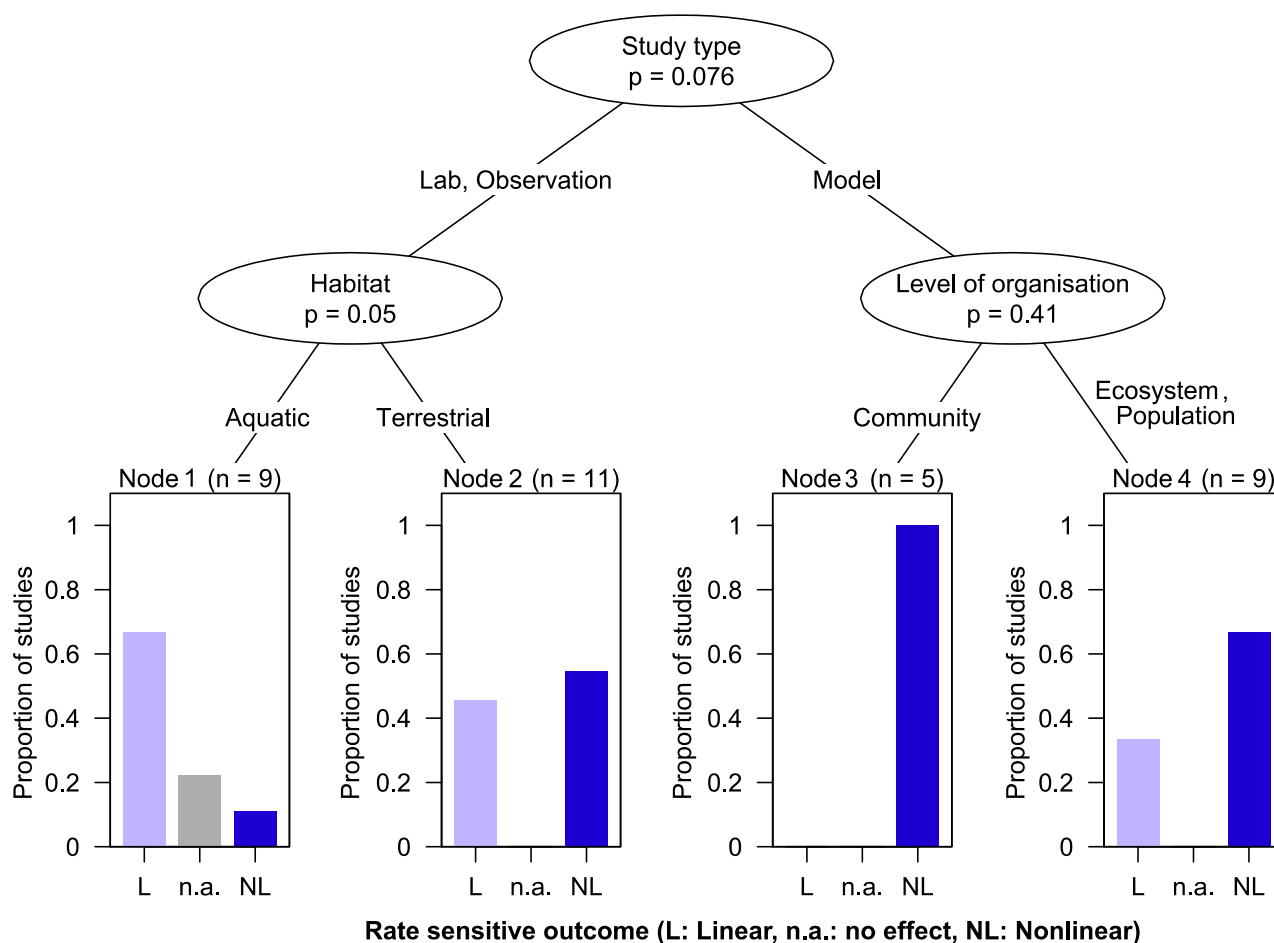 Study type
p = 0.076
Lab, Observation
Model
Habitat
p = 0.05
Level of organisation
p = 0.41
Aquatic
Terrestrial
Community
Ecosystem,
Population
Node 1 (n = 9)
Node 2 (n = 11)
Node 3 (n = 5)
Node 4 (n = 9)
Proportion of studies
1
0.8
0.6
0.4
0.2
0
L n.a. NL
Proportion of studies
1
0.8
0.6
0.4
0.2
0
L n.a. NL
Proportion of studies
1
0.8
0.6
0.4
0.2
0
L n.a. NL
Proportion of studies
1
0.8
0.6
0.4
0.2
0
L n.a. NL
Rate sensitive outcome (L: Linear, n.a.: no effect, NL: Nonlinear)